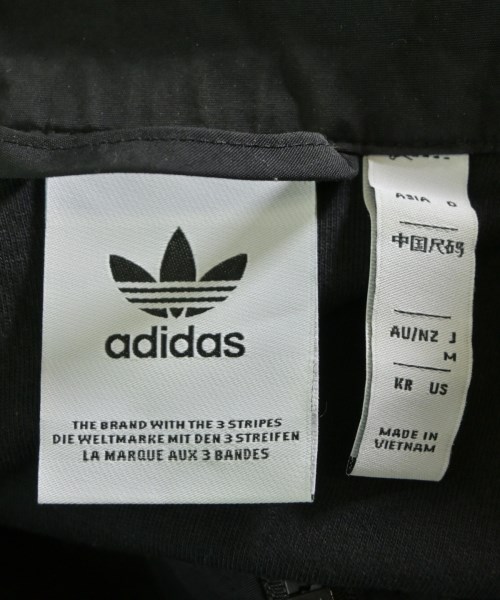 adidas
THE BRAND WITH THE 3 STRIPES
DIE WELTMARKE MIT DEN 3 STREIFEN
LA MARQUE AUX 3 BANDES
ASIA O
中国尺码
AU/NZ J
M
KR US
MADE IN
VIETNAM